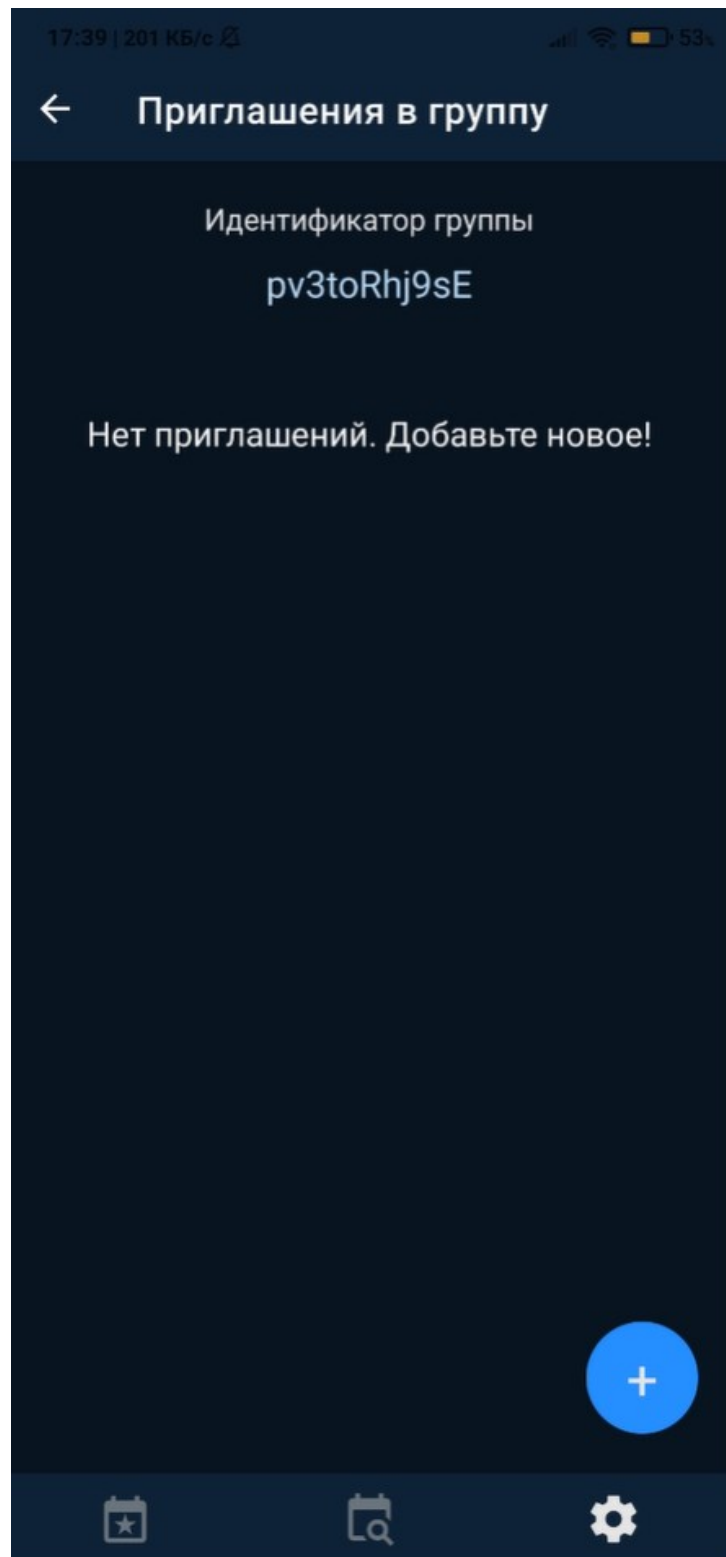 17:39 | 201 КБ/с 53%
Приглашения в группу
Идентификатор группы
pv3toRhj9sE
Нет приглашений. Добавьте новое!
+